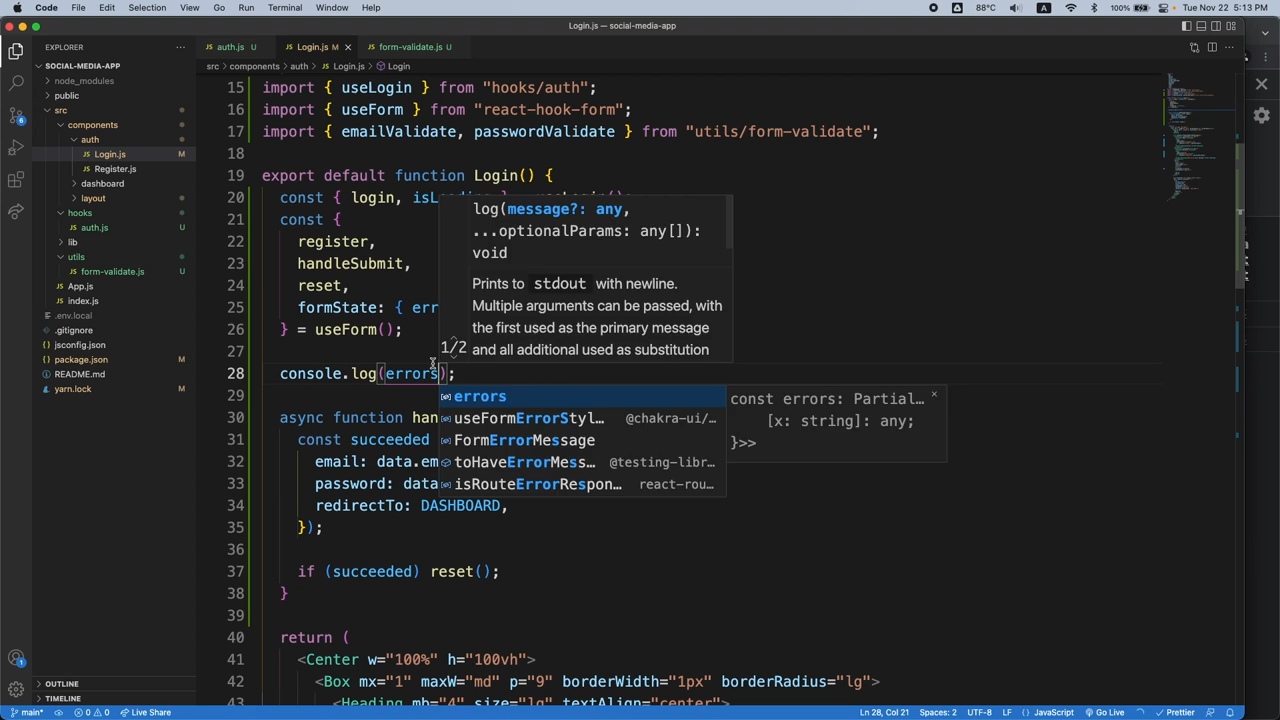 Code File Edit Selection View Go Run Terminal Window Help 88°C A 100% Tue Nov 22 5:13 PM
Login.js — social-media-app
EXPLORER
SOCIAL-MEDIA-APP
node_modules
public
src
components
auth
Login.js M
Register.js
dashboard
layout
hooks
auth.js U
lib
utils
form-validate.js U
App.js
index.js
.env.local
.gitignore
jsconfig.json
package.json M
README.md
yarn.lock M
OUTLINE
TIMELINE
auth.js U Login.js M form-validate.js U
src > components > auth > Login.js > Login
15 import { useLogin } from "hooks/auth";
16 import { useForm } from "react-hook-form";
17 import { emailValidate, passwordValidate } from "utils/form-validate";
18
19 export default function Login() {
20 const { login,
21 const {
22 register,
23 handleSubmit,
24 reset,
25 formState: { err
26 } = useForm();
27
28 console.log(errors);
29
30 async function han
31 const succeeded
32 email: data.em
33 password: data
34 redirectTo: DASHBOARD,
35 });
36
37 if (succeeded) reset();
38 }
39
40 return (
41 <Center w="100%" h="100vh">
42 <Box mx="1" maxW="md" p="9" borderWidth="1px" borderRadius="lg">
43 <Heading mb="4" size="lg" textAlign="center">
log(message?: any,
...optionalParams: any[]):
void
Prints to stdout with newline.
Multiple arguments can be passed, with
the first used as the primary message
1/2 and all additional used as substitution
errors
useFormErrorStyl... @chakra-ui/...
FormErrorMessage
toHaveErrorMess... @testing-libr...
isRouteErrorRespon... react-rou...
const errors: Partial...
[x: string]: any;
}>>
main* 0 0 Live Share Ln 28, Col 21 Spaces: 2 UTF-8 LF {} JavaScript Go Live Prettier